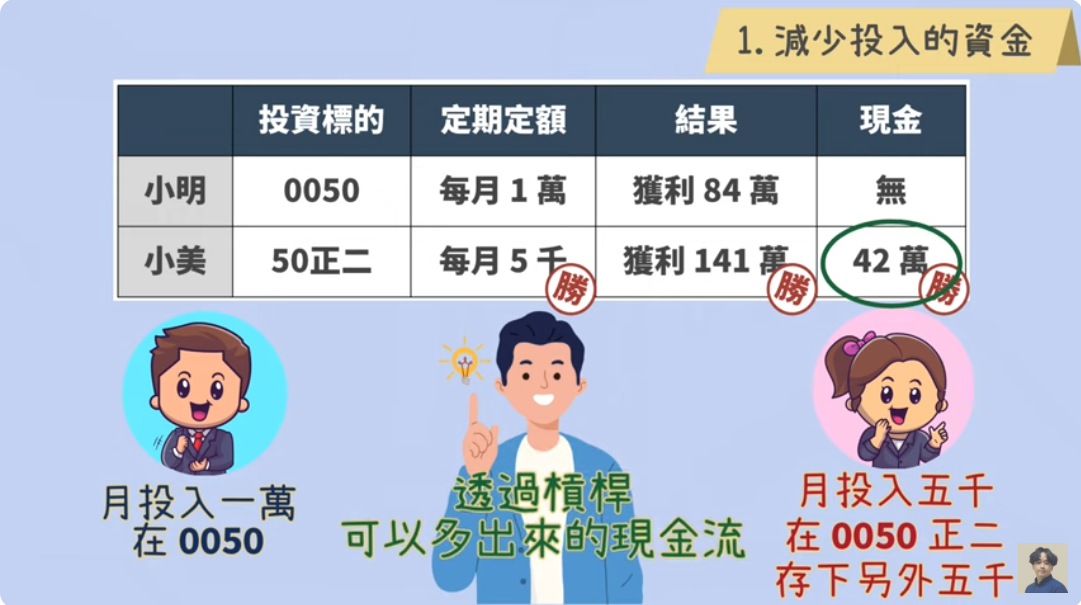 1. 減少投入的資金
投資標的 定期定額 結果 現金
小明 0050 每月 1 萬 獲利 84 萬 無
小美 50正二 每月 5 千 獲利 141 萬 42 萬
勝 勝 勝
月投入一萬
在 0050
透過槓桿
可以多出來的現金流
月投入五千
在 0050 正二
存下另外五千